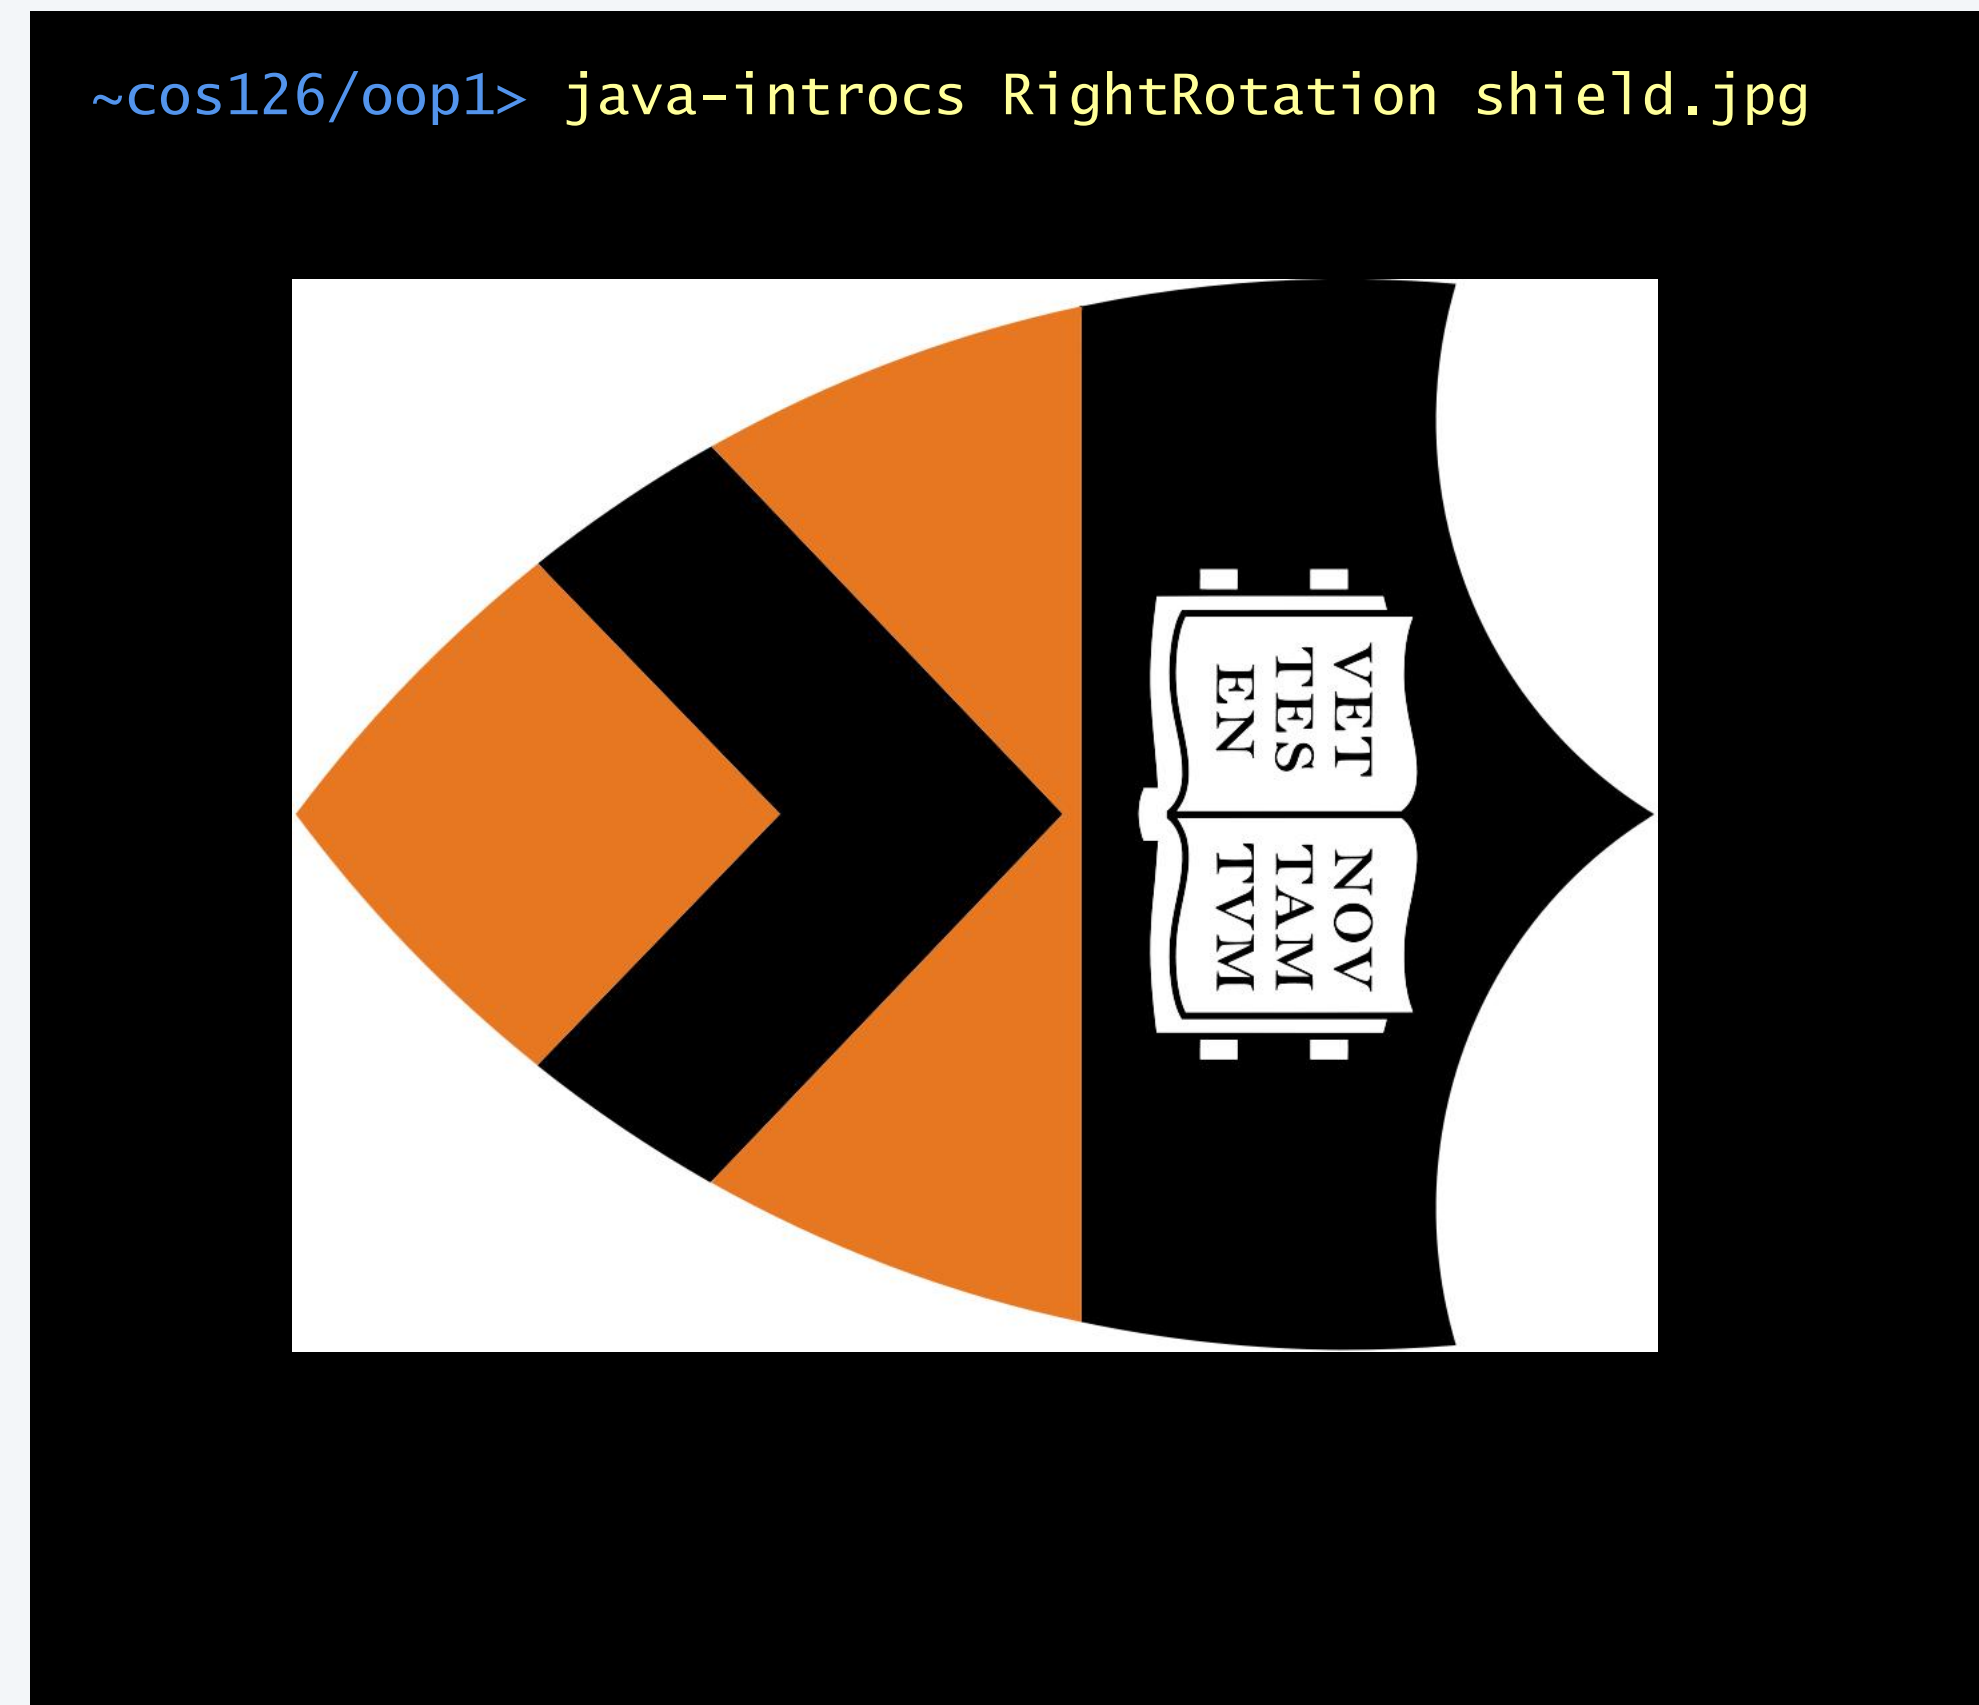 ~cos126/oop1> java-introcs RightRotation shield.jpg
VET
TES
EN
NOV
TAM
TVM